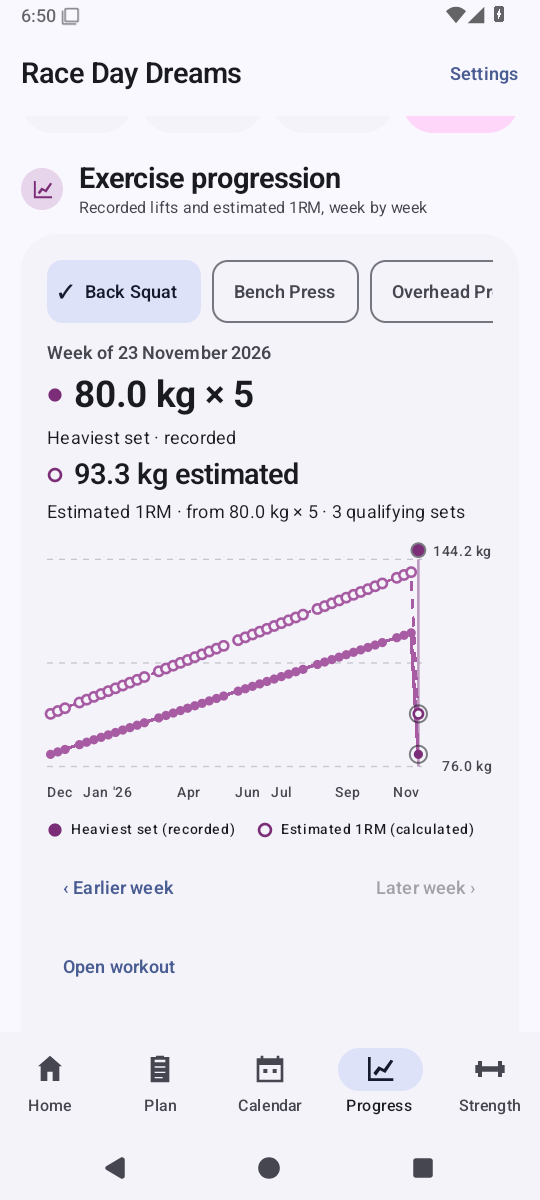 6:50
Race Day Dreams
Settings
Exercise progression
Recorded lifts and estimated 1RM, week by week
✓ Back Squat
Bench Press
Overhead Pr
Week of 23 November 2026
80.0 kg × 5
Heaviest set · recorded
93.3 kg estimated
Estimated 1RM · from 80.0 kg × 5 · 3 qualifying sets
144.2 kg
76.0 kg
Dec Jan '26 Apr Jun Jul Sep Nov
Heaviest set (recorded) Estimated 1RM (calculated)
‹ Earlier week
Later week ›
Open workout
Home Plan Calendar Progress Strength